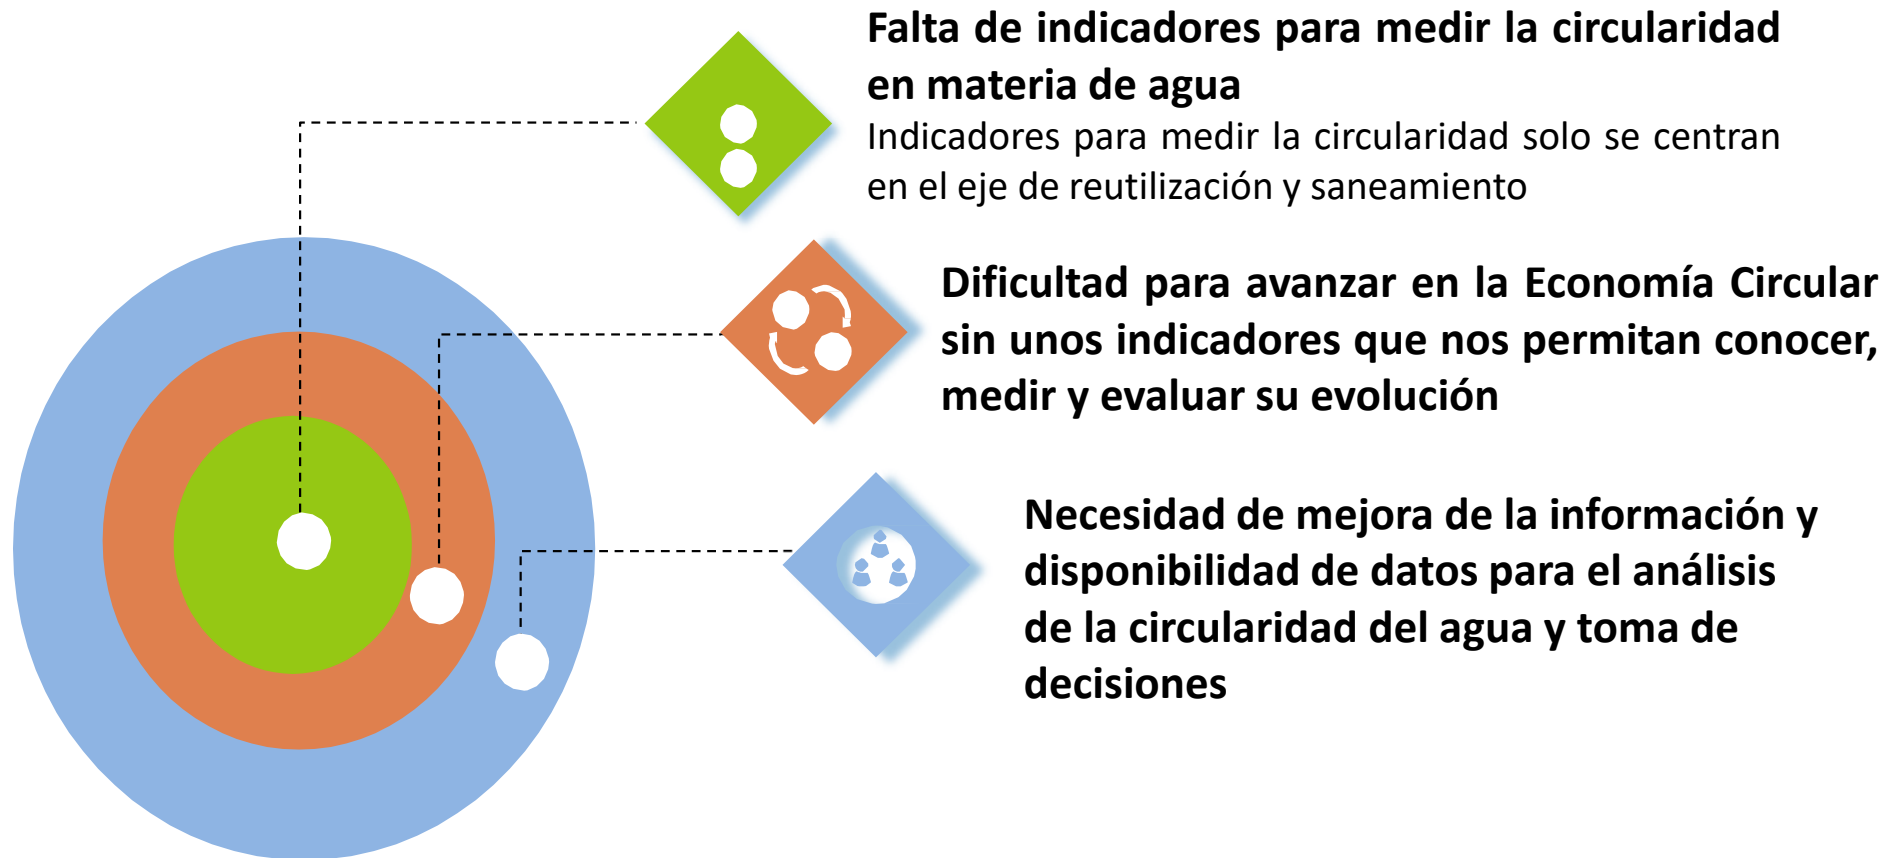 Falta de indicadores para medir la circularidad
en materia de agua
Indicadores para medir la circularidad solo se centran
en el eje de reutilización y saneamiento
Dificultad para avanzar en la Economía Circular
sin unos indicadores que nos permitan conocer,
medir y evaluar su evolución
Necesidad de mejora de la información y
disponibilidad de datos para el análisis
de la circularidad del agua y toma de
decisiones